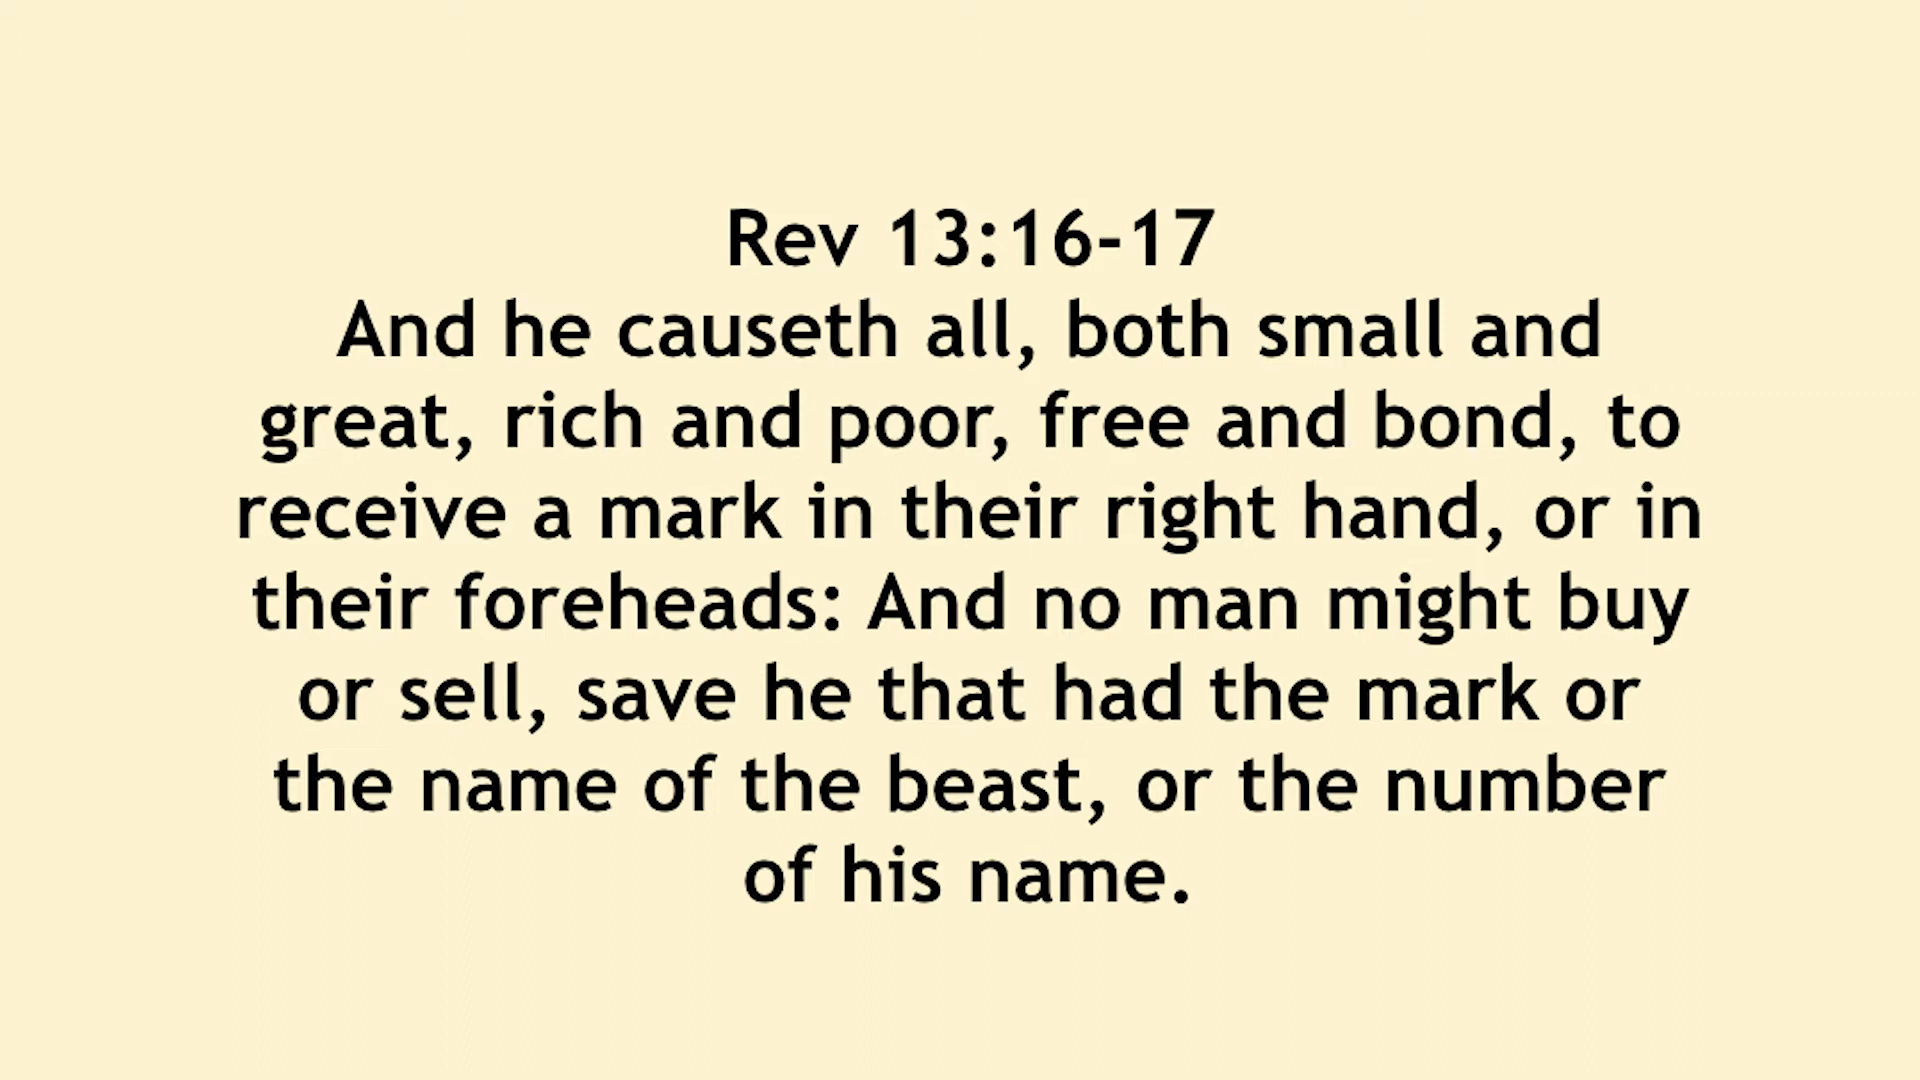 Rev 13:16-17
And he causeth all, both small and
great, rich and poor, free and bond, to
receive a mark in their right hand, or in
their foreheads: And no man might buy
or sell, save he that had the mark or
the name of the beast, or the number
of his name.